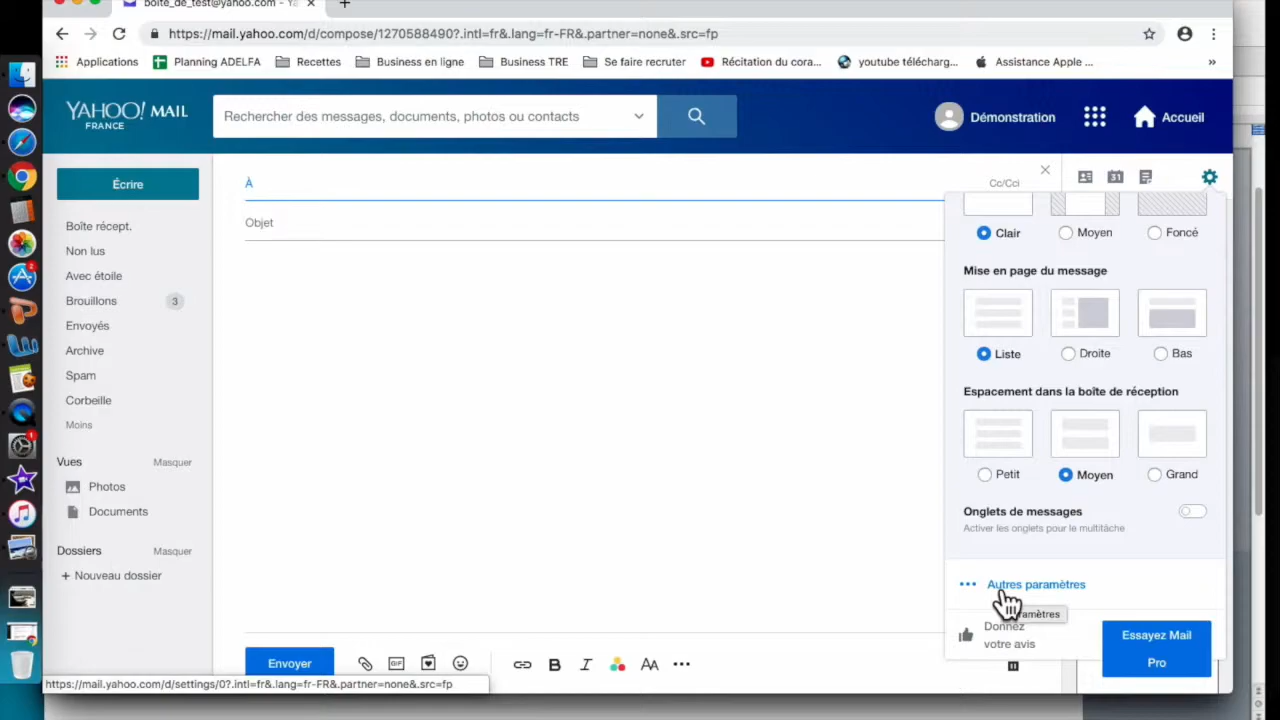 boite_de_test@yahoo.com - Ya
https://mail.yahoo.com/d/compose/1270588490?.intl=fr&.lang=fr-FR&.partner=none&.src=fp
Applications Planning ADELFA Recettes Business en ligne Business TRE Se faire recruter Récitation du cora... youtube télécharg... Assistance Apple ... »
YAHOO! MAIL
FRANCE
Rechercher des messages, documents, photos ou contacts
Démonstration
Accueil
Écrire
À
Cc/Cci
31
Objet
Boîte récept.
Non lus
Avec étoile
Brouillons 3
Envoyés
Archive
Spam
Corbeille
Moins
Vues Masquer
Photos
Documents
Dossiers Masquer
+ Nouveau dossier
Clair Moyen Foncé
Mise en page du message
Liste Droite Bas
Espacement dans la boîte de réception
Petit Moyen Grand
Onglets de messages
Activer les onglets pour le multitâche
Autres paramètres
Donnez
votre avis
Essayez Mail
Pro
Envoyer
GIF
B I AA
https://mail.yahoo.com/d/settings/0?.intl=fr&.lang=fr-FR&.partner=none&.src=fp